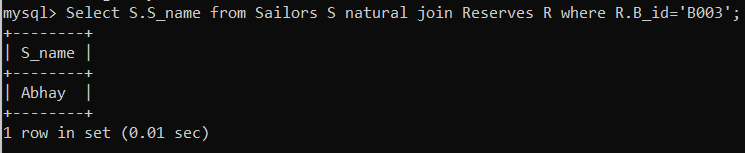 mysql> Select S.S_name from Sailors S natural join Reserves R where R.B_id='B003';
+--------+
| S_name |
+--------+
| Abhay  |
+--------+
1 row in set (0.01 sec)